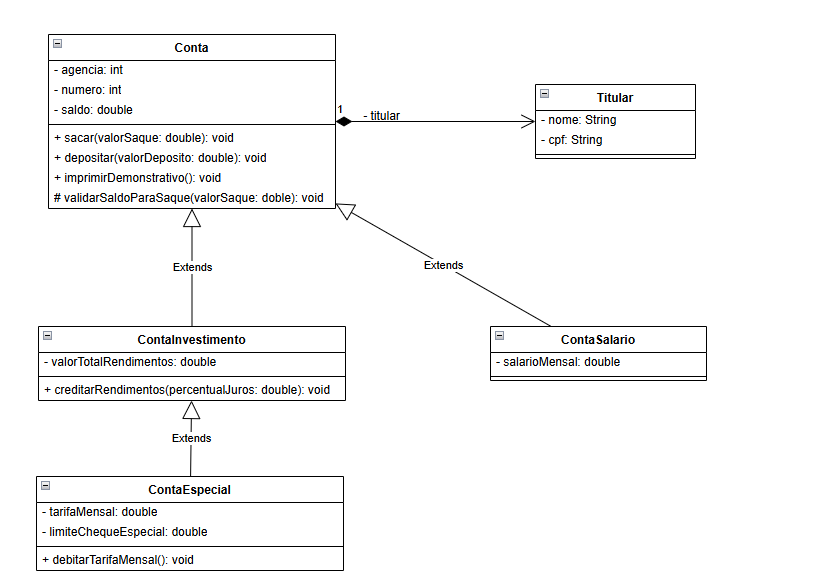 Conta
- agencia: int
- numero: int
- saldo: double
+ sacar(valorSaque: double): void
+ depositar(valorDeposito: double): void
+ imprimirDemonstrativo(): void
# validarSaldoParaSaque(valorSaque: doble): void
1
- titular
Titular
- nome: String
- cpf: String
Extends
Extends
ContaInvestimento
- valorTotalRendimentos: double
+ creditarRendimentos(percentualJuros: double): void
ContaSalario
- salarioMensal: double
Extends
ContaEspecial
- tarifaMensal: double
- limiteChequeEspecial: double
+ debitarTarifaMensal(): void